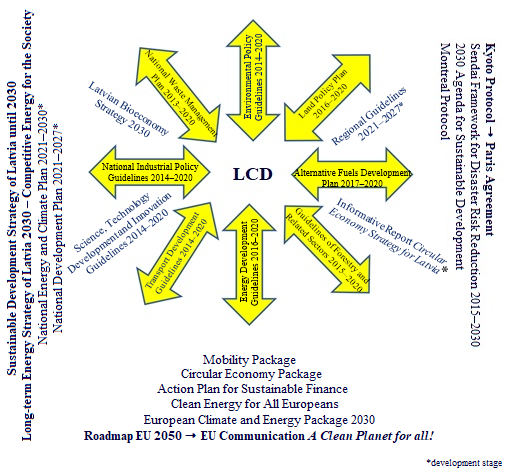 Sustainable Development Strategy of Latvia until 2030
Long-term Energy Strategy of Latvia 2030 – Competitive Energy for the Society
National Energy and Climate Plan 2021–2030*
National Development Plan 2021–2027*
National Waste Management
Plan 2013–2020
Environmental Policy
Guidelines 2014–2020
Land Policy Plan
2016–2020
Latvian Bioeconomy
Strategy 2030
Regional Guidelines
2021–2027*
National Industrial Policy
Guidelines 2014–2020
LCD
Alternative Fuels Development
Plan 2017–2020
Science, Technology
Developmentand Innovation
Guidelines 2014–2020
Informative Report Circular
Economy Strategy for Latvia*
Transport Development
Guidelines 2014–2020
Energy Development
Guidelines 2016–2020
Guidelines of Forestry and
Related Sectors 2015–2020
Kyoto Protocol → Paris Agreement
Sendai Framework for Disaster Risk Reduction 2015–2030
2030 Agenda for Sustainable Development
Montreal Protocol
Mobility Package
Circular Economy Package
Action Plan for Sustainable Finance
Clean Energy for All Europeans
European Climate and Energy Package 2030
Roadmap EU 2050 → EU Communication A Clean Planet for all!
*development stage